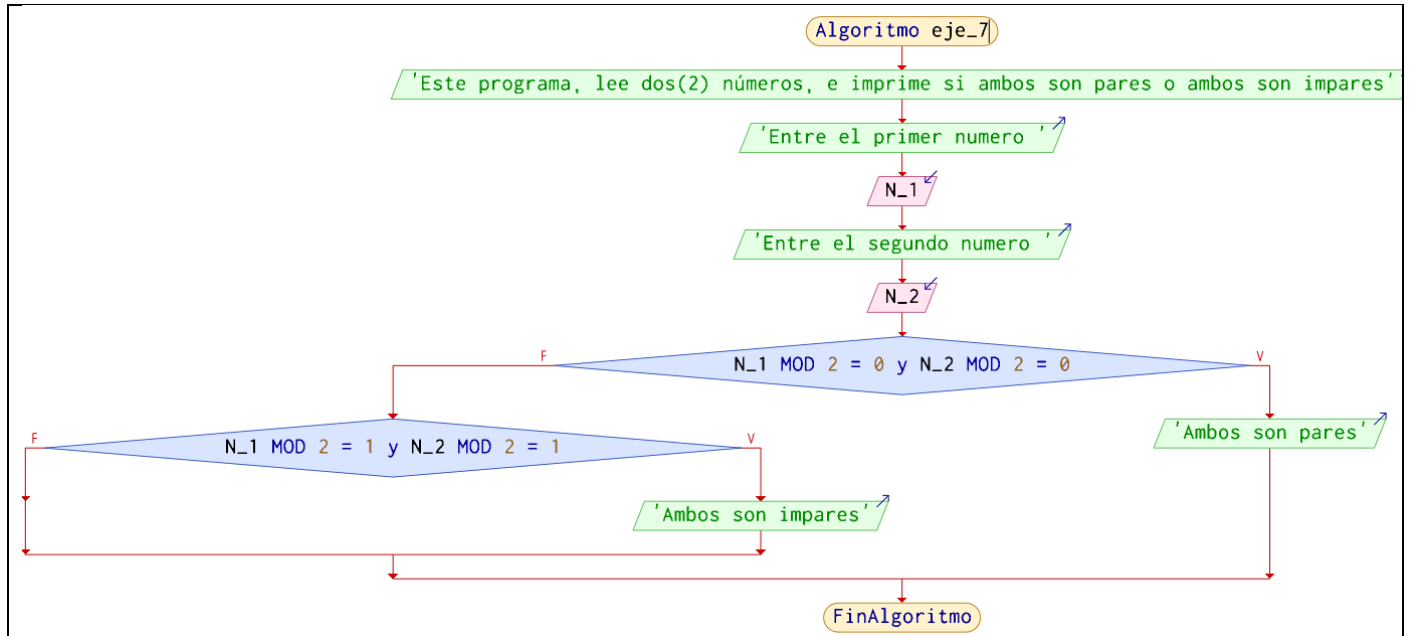 Algoritmo eje_7
'Este programa, lee dos(2) números, e imprime si ambos son pares o ambos son impares'
'Entre el primer numero '
N_1
'Entre el segundo numero '
N_2
F
V
N_1 MOD 2 = 0 y N_2 MOD 2 = 0
'Ambos son pares'
F
V
N_1 MOD 2 = 1 y N_2 MOD 2 = 1
'Ambos son impares'
FinAlgoritmo